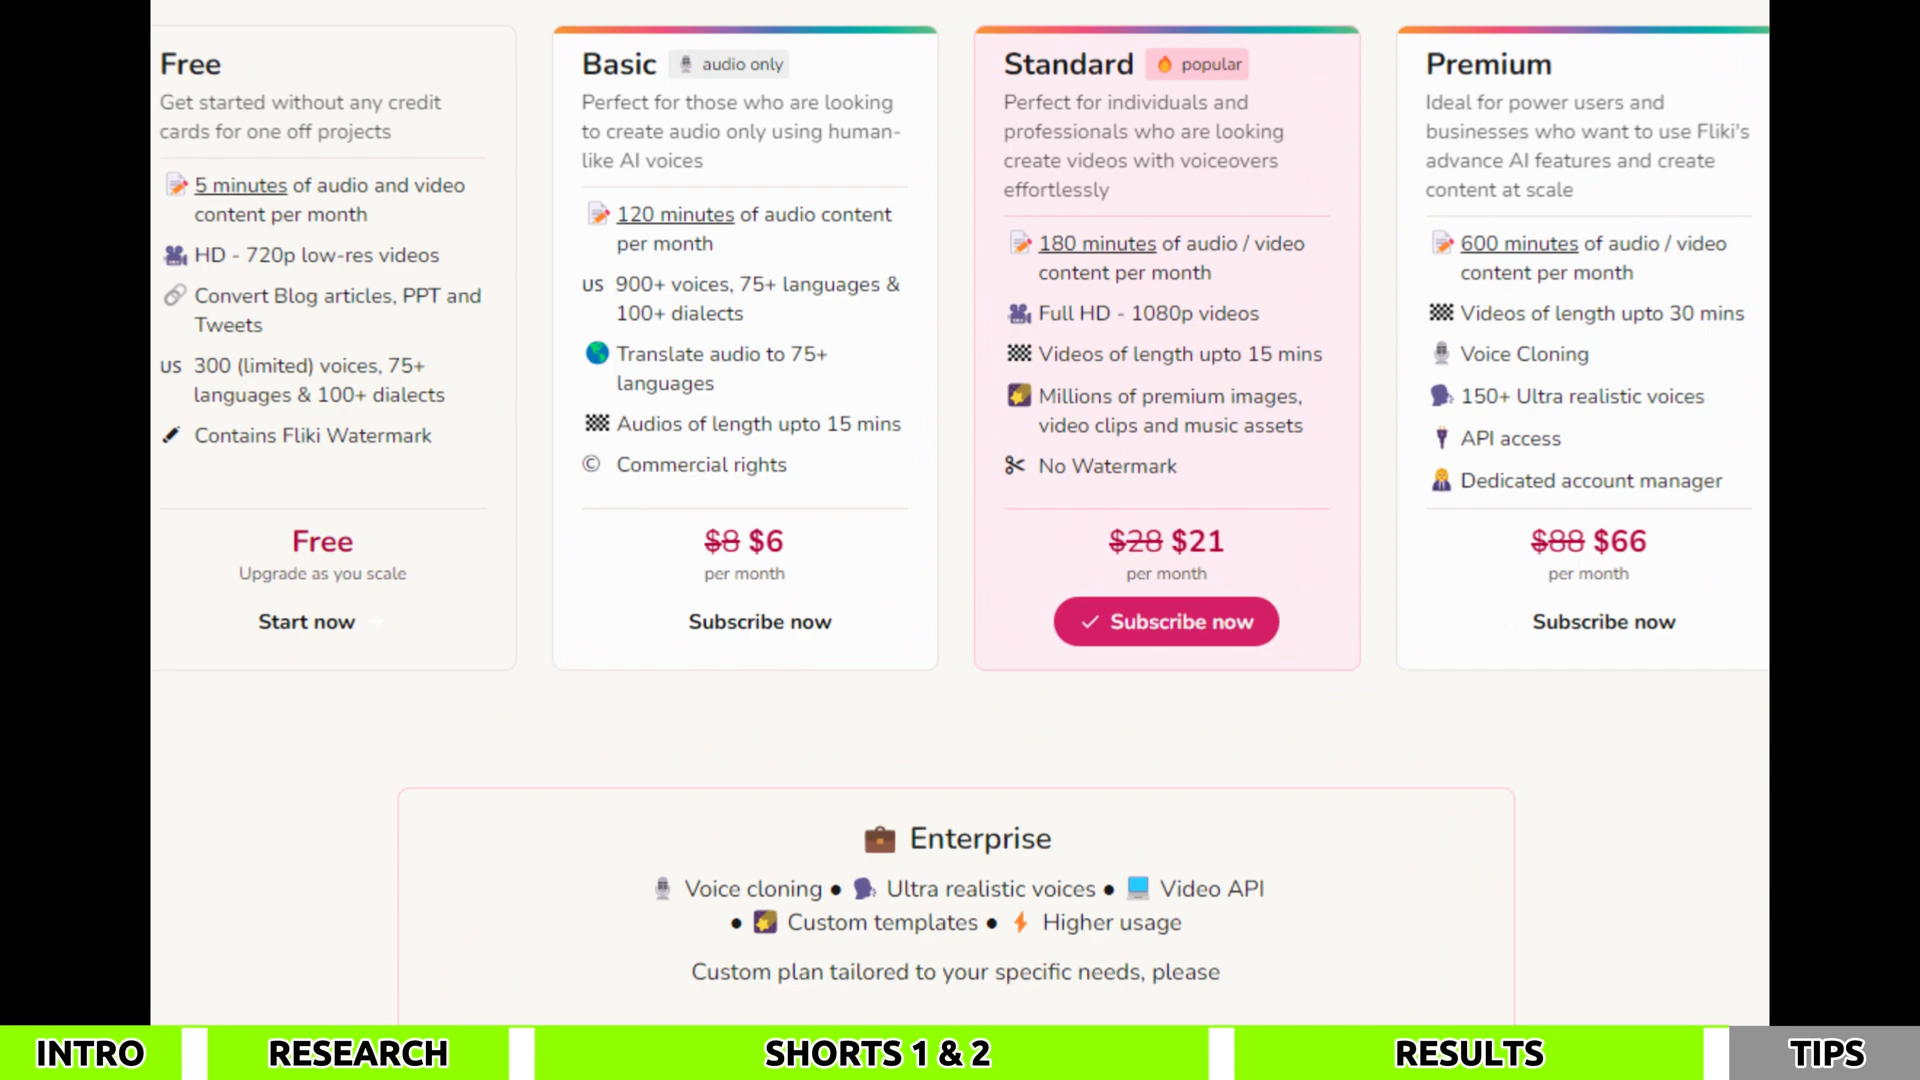 Free
Get started without any credit
cards for one off projects
5 minutes of audio and video
content per month
HD - 720p low-res videos
Convert Blog articles, PPT and
Tweets
US 300 (limited) voices, 75+
languages & 100+ dialects
Contains Fliki Watermark
Free
Upgrade as you scale
Start now
Basic audio only
Perfect for those who are looking
to create audio only using human-
like AI voices
120 minutes of audio content
per month
US 900+ voices, 75+ languages &
100+ dialects
Translate audio to 75+
languages
Audios of length upto 15 mins
© Commercial rights
$8 $6
per month
Subscribe now
Standard popular
Perfect for individuals and
professionals who are looking
create videos with voiceovers
effortlessly
180 minutes of audio / video
content per month
Full HD - 1080p videos
Videos of length upto 15 mins
Millions of premium images,
video clips and music assets
No Watermark
$28 $21
per month
Subscribe now
Premium
Ideal for power users and
businesses who want to use Fliki's
advance AI features and create
content at scale
600 minutes of audio / video
content per month
Videos of length upto 30 mins
Voice Cloning
150+ Ultra realistic voices
API access
Dedicated account manager
$88 $66
per month
Subscribe now
Enterprise
Voice cloning ● Ultra realistic voices ● Video API
● Custom templates ● Higher usage
Custom plan tailored to your specific needs, please
INTRO
RESEARCH
SHORTS 1 & 2
RESULTS
TIPS